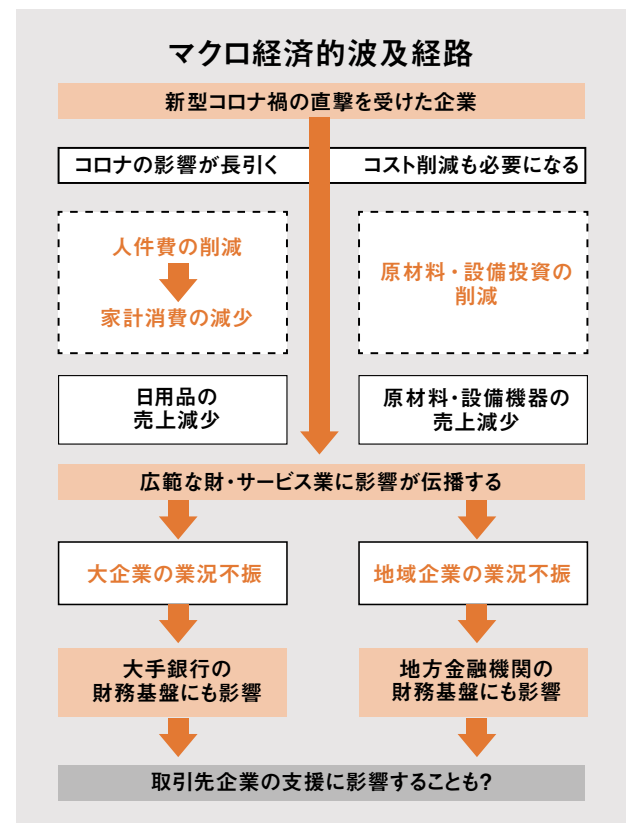 マクロ経済的波及経路
新型コロナ禍の直撃を受けた企業
コロナの影響が長引く
コスト削減も必要になる
人件費の削減
家計消費の減少
原材料・設備投資の
削減
日用品の
売上減少
原材料・設備機器の
売上減少
広範な財・サービス業に影響が伝播する
大企業の業況不振
地域企業の業況不振
大手銀行の
財務基盤にも影響
地方金融機関の
財務基盤にも影響
取引先企業の支援に影響することも?